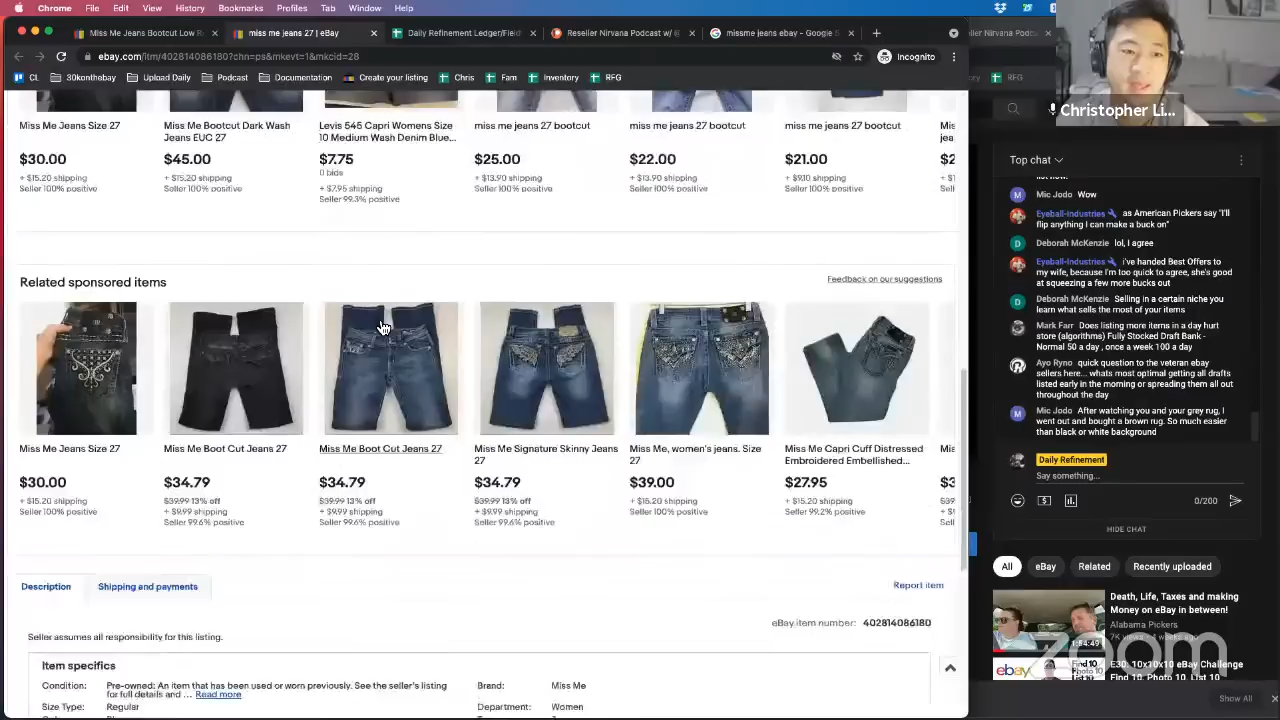 Chrome File Edit View History Bookmarks Profiles Tab Window Help
Miss Me Jeans Bootcut Low R
miss me jeans 27 | eBay
Daily Refinement Ledger/Field
Reseller Nirvana Podcast w/ @
missme jeans ebay - Google S
ebay.com/itm/402814086180?chn=ps&mkevt=1&mkcid=28
Incognito
CL
Documentation
Upload Daily
Podcast
Documentation
Create your listing
Chris
Fam
Inventory
RFG
Miss Me Jeans Size 27
$30.00
+ $15.20 shipping
Seller 100% positive
Miss Me Bootcut Dark Wash
Jeans EUC 27
$45.00
+ $15.20 shipping
Seller 100% positive
Levis 545 Capri Womens Size
10 Medium Wash Denim Blue...
$7.75
0 bids
+ $7.95 shipping
Seller 99.3% positive
miss me jeans 27 bootcut
$25.00
+ $13.90 shipping
Seller 100% positive
miss me jeans 27 bootcut
$22.00
+ $13.90 shipping
Seller 100% positive
miss me jeans 27 bootcut
$21.00
+ $9.10 shipping
Seller 100% positive
Related sponsored items
Feedback on our suggestions
Miss Me Jeans Size 27
$30.00
+ $15.20 shipping
Seller 100% positive
Miss Me Boot Cut Jeans 27
$34.79
$39.99 13% off
+ $9.99 shipping
Seller 99.6% positive
Miss Me Boot Cut Jeans 27
$34.79
$39.99 13% off
+ $9.99 shipping
Seller 99.6% positive
Miss Me Signature Skinny Jeans
27
$34.79
$39.99 13% off
+ $9.99 shipping
Seller 99.6% positive
Miss Me, women's jeans. Size
27
$39.00
+ $15.20 shipping
Seller 100% positive
Miss Me Capri Cuff Distressed
Embroidered Embellished...
$27.95
+ $15.20 shipping
Seller 99.2% positive
Description
Shipping and payments
Report item
eBay item number: 402814086180
Seller assumes all responsibility for this listing.
Item specifics
Condition: Pre-owned: An item that has been used or worn previously. See the seller's listing
for full details and ... Read more
Brand: Miss Me
Size Type: Regular
Department: Women
Christopher Li...
RFG
Top chat
list now.
Mic Jodo Wow
Eyeball-Industries as American Pickers say "I'll
flip anything I can make a buck on"
Deborah McKenzie lol, I agree
Eyeball-Industries i've handed Best Offers to
my wife, because I'm too quick to agree, she's good
at squeezing a few more bucks out
Deborah McKenzie Selling in a certain niche you
learn what sells the most of your items
Mark Farr Does listing more items in a day hurt
store (algorithms) Fully Stocked Draft Bank -
Normal 50 a day , once a week 100 a day
Ayo Ryno quick question to the veteran ebay
sellers here... whats most optimal getting all drafts
listed early in the morning or spreading them all out
throughout the day
Mic Jodo After watching you and your grey rug, I
went out and bought a brown rug. So much easier
than black or white background
Daily Refinement
Say something...
0/200
HIDE CHAT
All
eBay
Related
Recently uploaded
Death, Life, Taxes and making
Money on eBay in between!
Alabama Pickers
7K views • 4 weeks ago
1:54:49
E30: 10x10x10 eBay Challenge
Find 10, Photo 10, List 10
ebay
Find 10
Photo 10
zoom
Show All